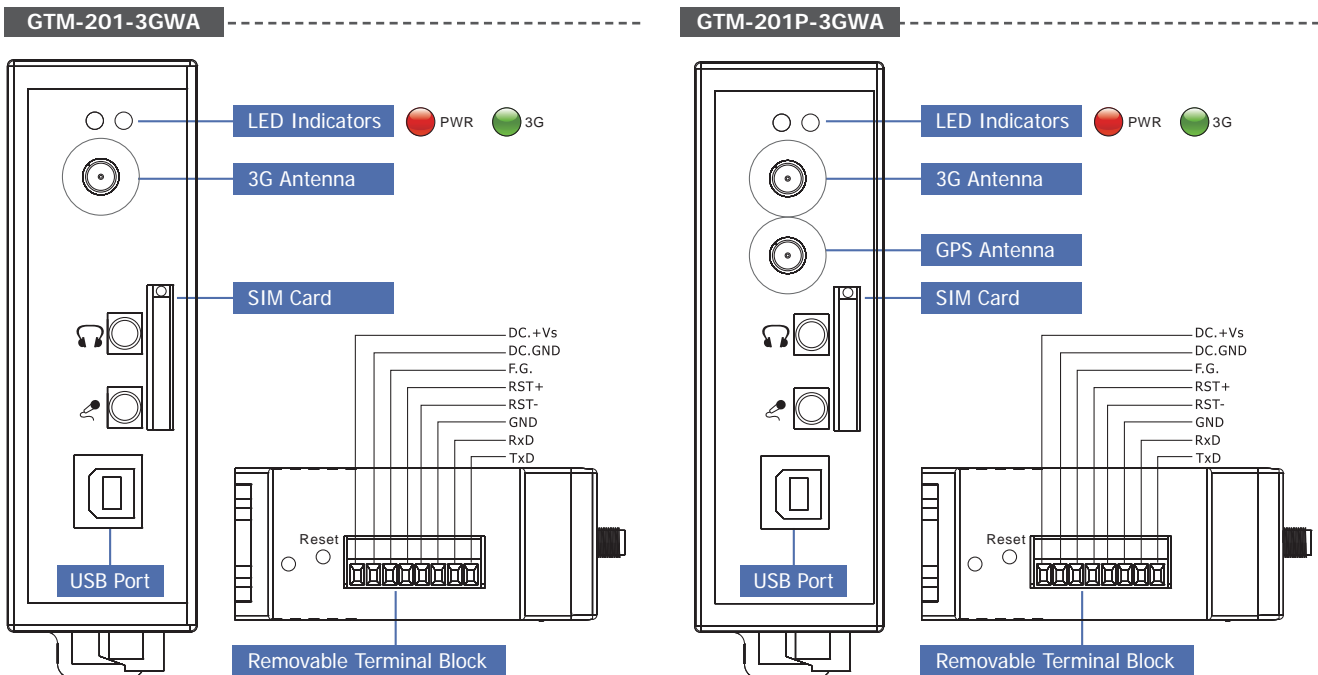 GTM-201-3GWA
LED Indicators PWR 3G
3G Antenna
SIM Card
DC.+Vs
DC.GND
F.G.
RST+
RST-
GND
RxD
TxD
Reset
USB Port
Removable Terminal Block
GTM-201P-3GWA
LED Indicators PWR 3G
3G Antenna
GPS Antenna
SIM Card
DC.+Vs
DC.GND
F.G.
RST+
RST-
GND
RxD
TxD
Reset
USB Port
Removable Terminal Block